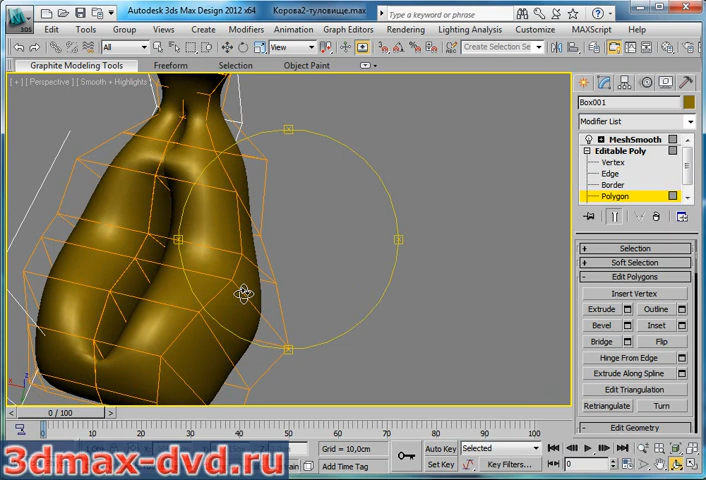 Autodesk 3ds Max Design 2012 x64
Корова2-туловище.max
Type a keyword or phrase
3DS
Edit Tools Group Views Create Modifiers Animation Graph Editors Rendering Lighting Analysis Customize MAXScript Help
All
View
Create Selection Se
Graphite Modeling Tools Freeform Selection Object Paint
[ + ] [ Perspective ] [ Smooth + Highlights ]
Box001
Modifier List
MeshSmooth
Editable Poly
Vertex
Edge
Border
Polygon
Selection
Soft Selection
Edit Polygons
Insert Vertex
Extrude Outline
Bevel Inset
Bridge Flip
Hinge From Edge
Extrude Along Spline
Edit Triangulation
Retriangulate Turn
Edit Geometry
0 / 100
0 10 20 30 40 50 60 70 80 90 100
Grid = 10,0cm
Add Time Tag
Auto Key Selected
Set Key Key Filters...
0
3dmax-dvd.ru